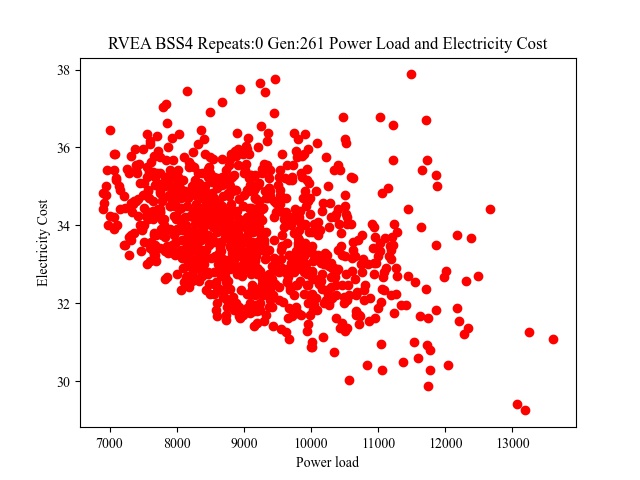 RVEA BSS4 Repeats:0 Gen:261 Power Load and Electricity Cost
38
36
34
32
30
Electricity Cost
7000 8000 9000 10000 11000 12000 13000
Power load